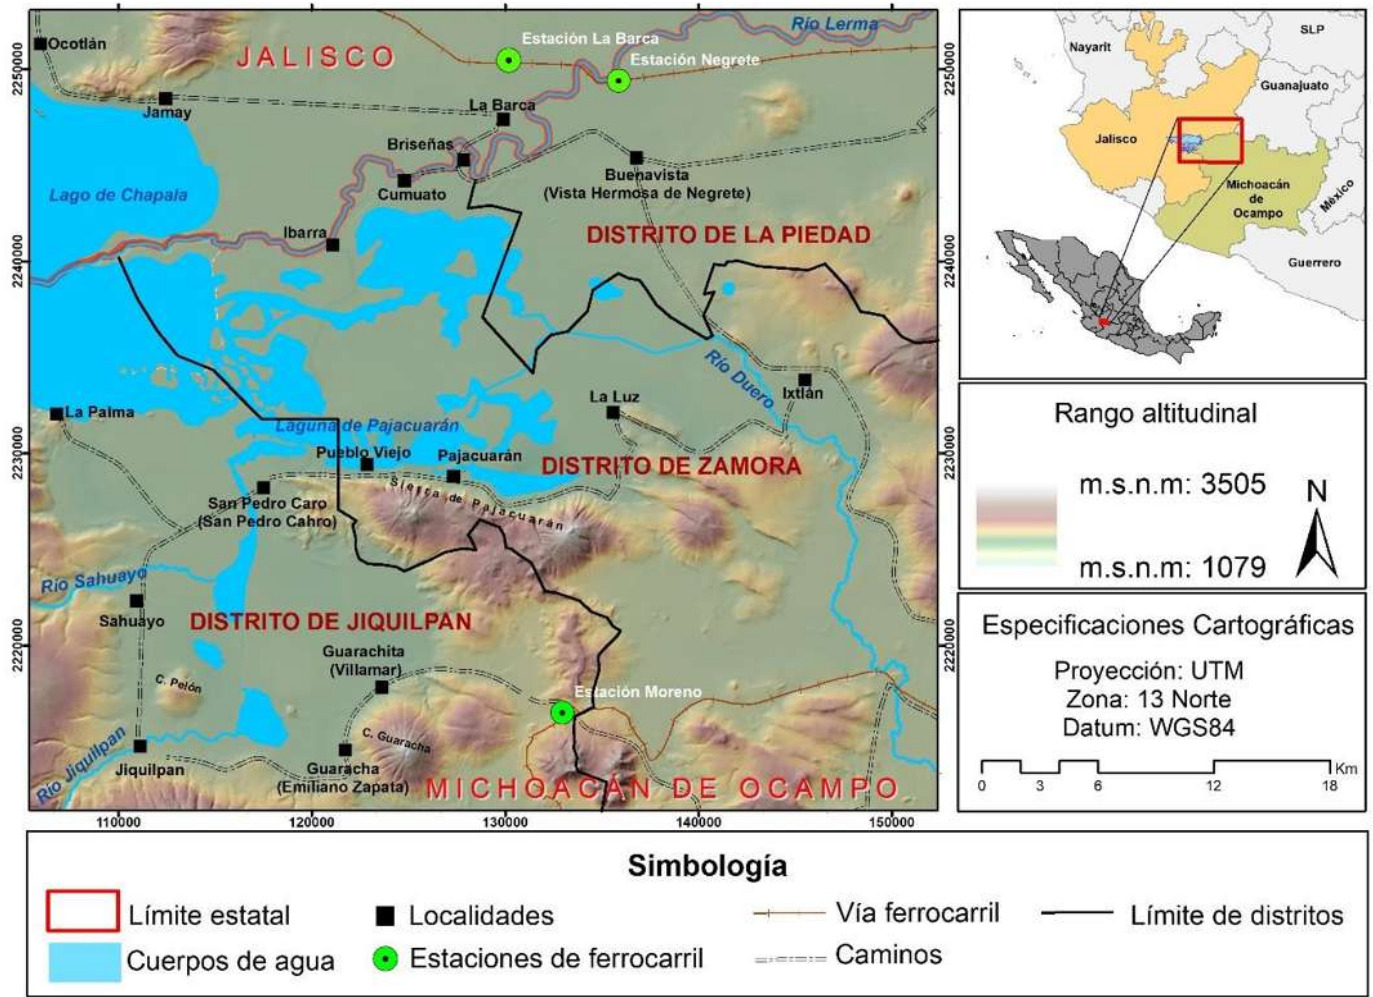 Río Lerma
Estación La Barca
Ocotlán
JALISCO
Estación Negrete
Jamay
La Barca
Briseñas
Buenavista
(Vista Hermosa de Negrete)
Cumuato
Lago de Chapala
Ibarra
DISTRITO DE LA PIEDAD
Río Duero
Ixtlán
La Luz
La Palma
Laguna de Pajacuarán
Pueblo Viejo
Pajacuarán
DISTRITO DE ZAMORA
Sierra de Pajacuarán
San Pedro Caro
(San Pedro Cahro)
Río Sahuayo
Sahuayo
DISTRITO DE JIQUILPAN
Guarachita
(Villamar)
C. Pelón
Estación Moreno
C. Guaracha
Río Jiquilpan
Jiquilpan
Guaracha
(Emiliano Zapata)
MICHOACÁN DE OCAMPO
2250000
2240000
2230000
2220000
2250000
2240000
2230000
2220000
110000
120000
130000
140000
150000
SLP
Nayarit
Guanajuato
Jalisco
Michoacán
de
Ocampo
México
Guerrero
Rango altitudinal
m.s.n.m: 3505
N
m.s.n.m: 1079
Especificaciones Cartográficas
Proyección: UTM
Zona: 13 Norte
Datum: WGS84
Km
0 3 6 12 18
Simbología
Límite estatal
Localidades
Vía ferrocarril
Límite de distritos
Cuerpos de agua
Estaciones de ferrocarril
Caminos